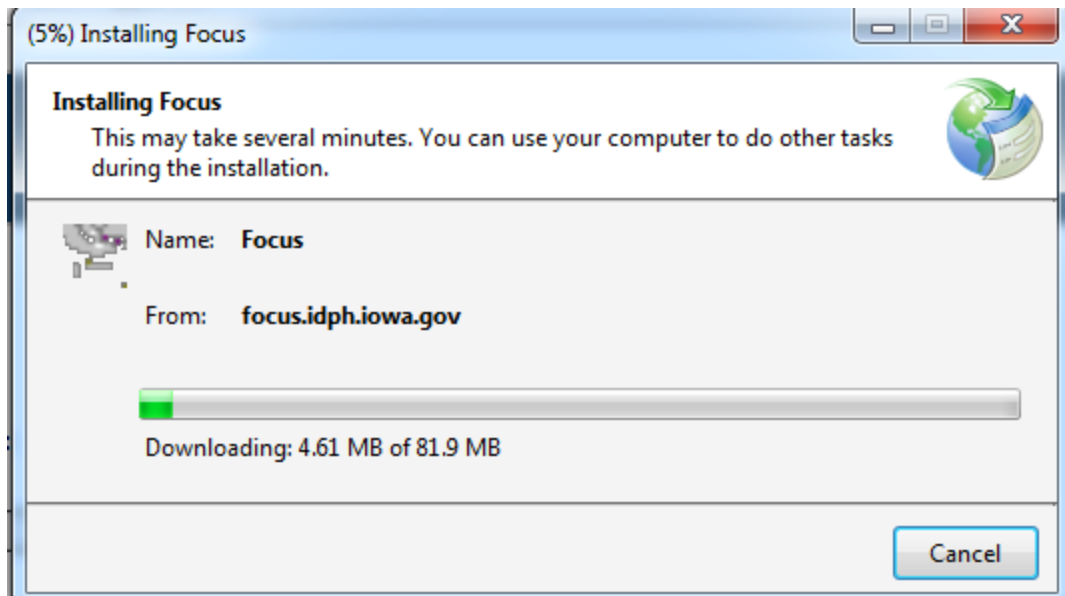 (5%) Installing Focus
Installing Focus
This may take several minutes. You can use your computer to do other tasks
during the installation.
Name: Focus
From: focus.idph.iowa.gov
Downloading: 4.61 MB of 81.9 MB
Cancel